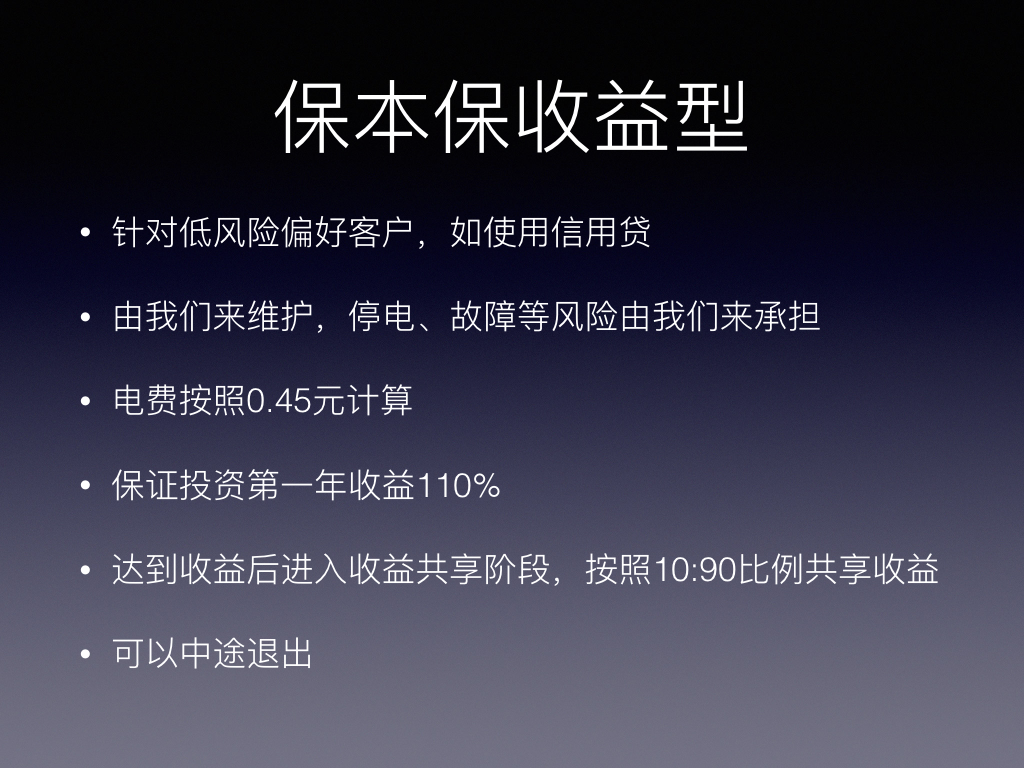 保本保收益型
• 针对低风险偏好客户，如使用信用贷
• 由我们来维护，停电、故障等风险由我们来承担
• 电费按照0.45元计算
• 保证投资第一年收益110%
• 达到收益后进入收益共享阶段，按照10:90比例共享收益
• 可以中途退出